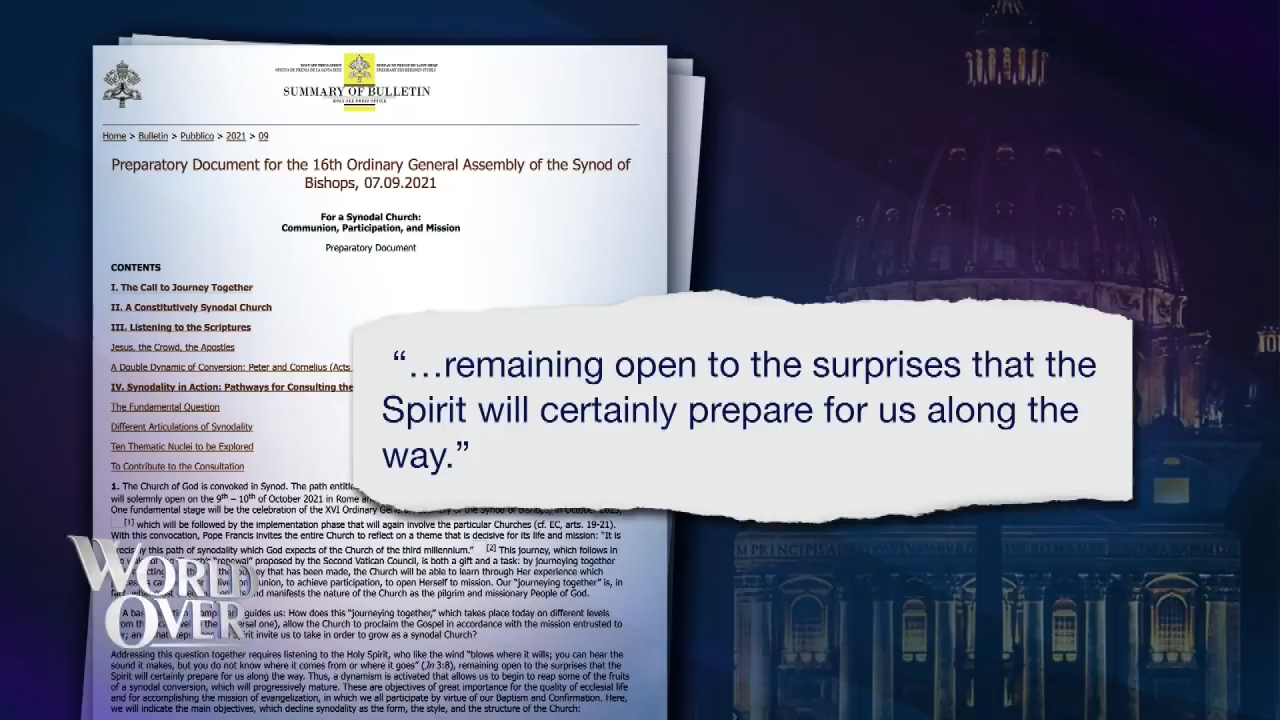 SUMMARY OF BULLETIN
HOLY SEE PRESS OFFICE
Home > Bulletin > Pubblico > 2021 > 09
Preparatory Document for the 16th Ordinary General Assembly of the Synod of
Bishops, 07.09.2021
For a Synodal Church:
Communion, Participation, and Mission
Preparatory Document
CONTENTS
I. The Call to Journey Together
II. A Constitutively Synodal Church
III. Listening to the Scriptures
Jesus, the Crowd, the Apostles
A Double Dynamic of Conversion: Peter and Cornelius (Acts
IV. Synodality in Action: Pathways for Consulting the
The Fundamental Question
Different Articulations of Synodality
Ten Thematic Nuclei to be Explored
To Contribute to the Consultation
“…remaining open to the surprises that the
Spirit will certainly prepare for us along the
way.”
1. The Church of God is convoked in Synod. The path
will solemnly open on the 9th – 10th of October 2021 in Rome
One fundamental stage will be the celebration of the XVI Ordinary
[1] which will be followed by the implementation phase that will again involve the particular Churches (cf. EC, arts. 19-21).
With this convocation, Pope Francis invites the entire Church to reflect on a theme that is decisive for its life and mission: “It is
this path of synodality which God expects of the Church of the third millennium.” [2] This journey, which follows in
proposed by the Second Vatican Council, is both a gift and a task: by journeying together
that has been made, the Church will be able to learn through Her experience which
to achieve participation, to open Herself to mission. Our “journeying together” is, in
and manifests the nature of the Church as the pilgrim and missionary People of God.
guides us: How does this “journeying together,” which takes place today on different levels
allow the Church to proclaim the Gospel in accordance with the mission entrusted to
invite us to take in order to grow as a synodal Church?
Addressing this question together requires listening to the Holy Spirit, who like the wind “blows where it wills; you can hear the
sound it makes, but you do not know where it comes from or where it goes” (Jn 3:8), remaining open to the surprises that the
Spirit will certainly prepare for us along the way. Thus, a dynamism is activated that allows us to begin to reap some of the fruits
of a synodal conversion, which will progressively mature. These are objectives of great importance for the quality of ecclesial life
and for accomplishing the mission of evangelization, in which we all participate by virtue of our Baptism and Confirmation. Here,
we will indicate the main objectives, which decline synodality as the form, the style, and the structure of the Church:
WORLD
OVER
PRINCIPIS